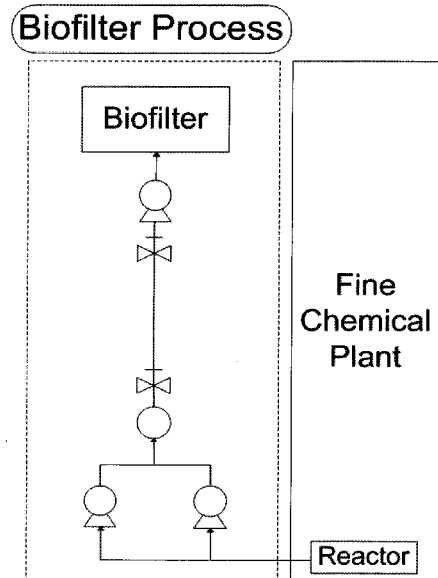 Biofilter Process
Biofilter
Fine
Chemical
Plant
Reactor